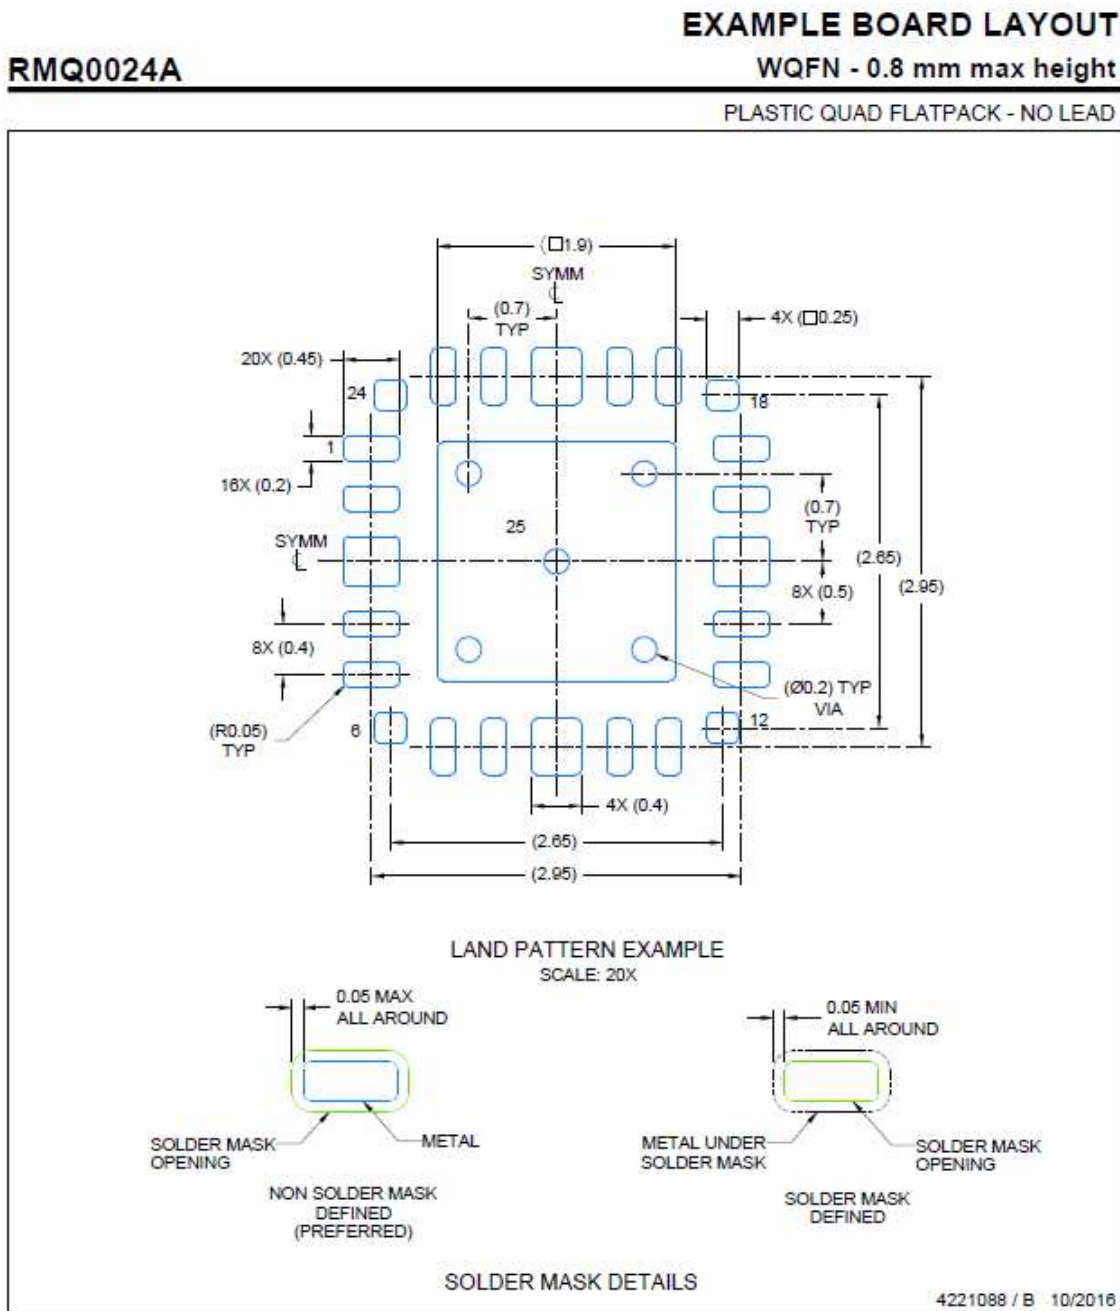 EXAMPLE BOARD LAYOUT
RMQ0024A
WQFN - 0.8 mm max height
PLASTIC QUAD FLATPACK - NO LEAD
(□1.9)
SYMM
℄
(0.7)
TYP
4X (□0.25)
20X (0.45)
24
18
1
16X (0.2)
25
(0.7)
TYP
SYMM
℄
(2.65)
(2.95)
8X (0.5)
8X (0.4)
(Ø0.2) TYP
VIA
(R0.05)
TYP
6
12
4X (0.4)
(2.65)
(2.95)
LAND PATTERN EXAMPLE
SCALE: 20X
0.05 MAX
ALL AROUND
0.05 MIN
ALL AROUND
SOLDER MASK
OPENING
METAL
METAL UNDER
SOLDER MASK
SOLDER MASK
OPENING
NON SOLDER MASK
DEFINED
(PREFERRED)
SOLDER MASK
DEFINED
SOLDER MASK DETAILS
4221088 / B 10/2016